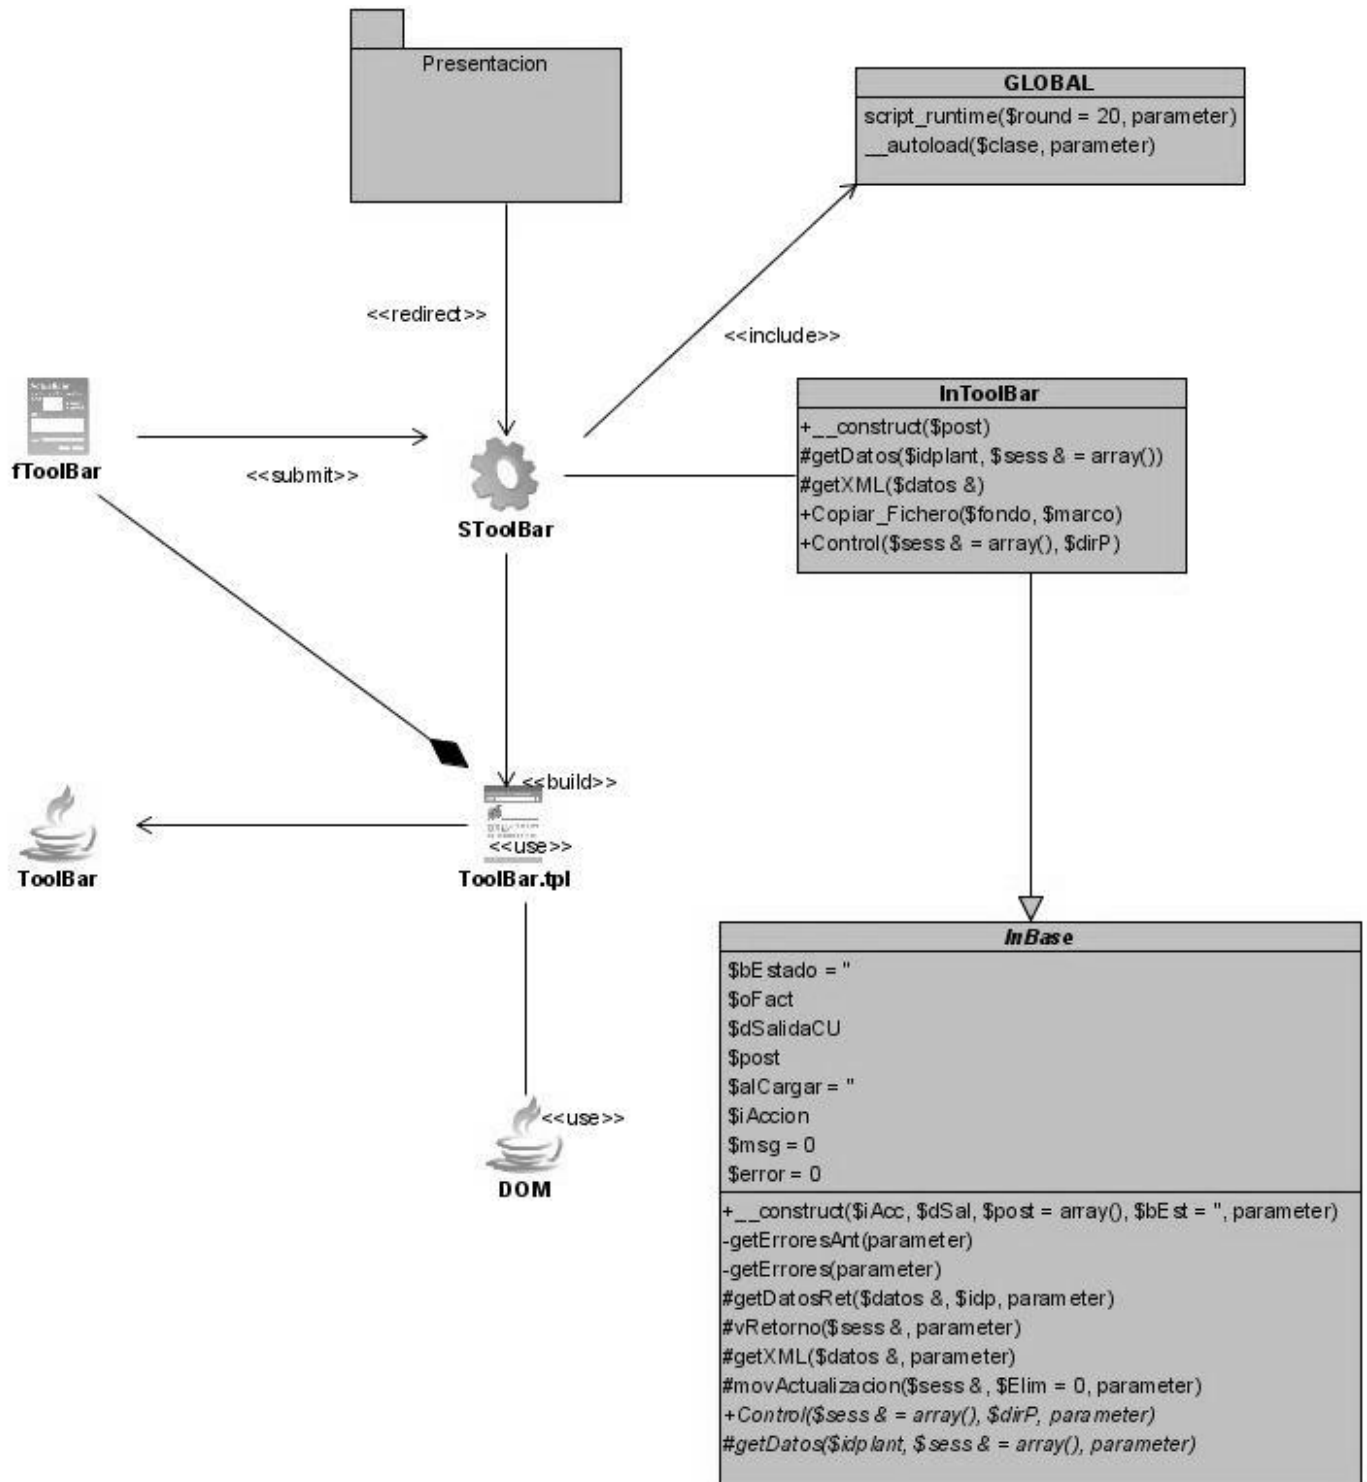 Presentacion
GLOBAL
script_runtime($round = 20, parameter)
__autoload($clase, parameter)
<<redirect>>
<<include>>
fToolBar
<<submit>>
SToolBar
InToolBar
+__construct($post)
#getDatos($idplant, $sess & = array())
#getXML($datos &)
+Copiar_Fichero($fondo, $marco)
+Control($sess & = array(), $dirP)
<<build>>
<<use>>
ToolBar
ToolBar.tpl
<<use>>
DOM
InBase
$bEstado = ''
$oFact
$dSalidaCU
$post
$alCargar = ''
$iAccion
$msg = 0
$error = 0
+__construct($iAcc, $dSal, $post = array(), $bEst = '', parameter)
-getErroresAnt(parameter)
-getErrores(parameter)
#getDatosRet($datos &, $idp, parameter)
#vRetorno($sess &, parameter)
#getXML($datos &, parameter)
#movActualizacion($sess &, $Elim = 0, parameter)
+Control($sess & = array(), $dirP, parameter)
#getDatos($idplant, $sess & = array(), parameter)